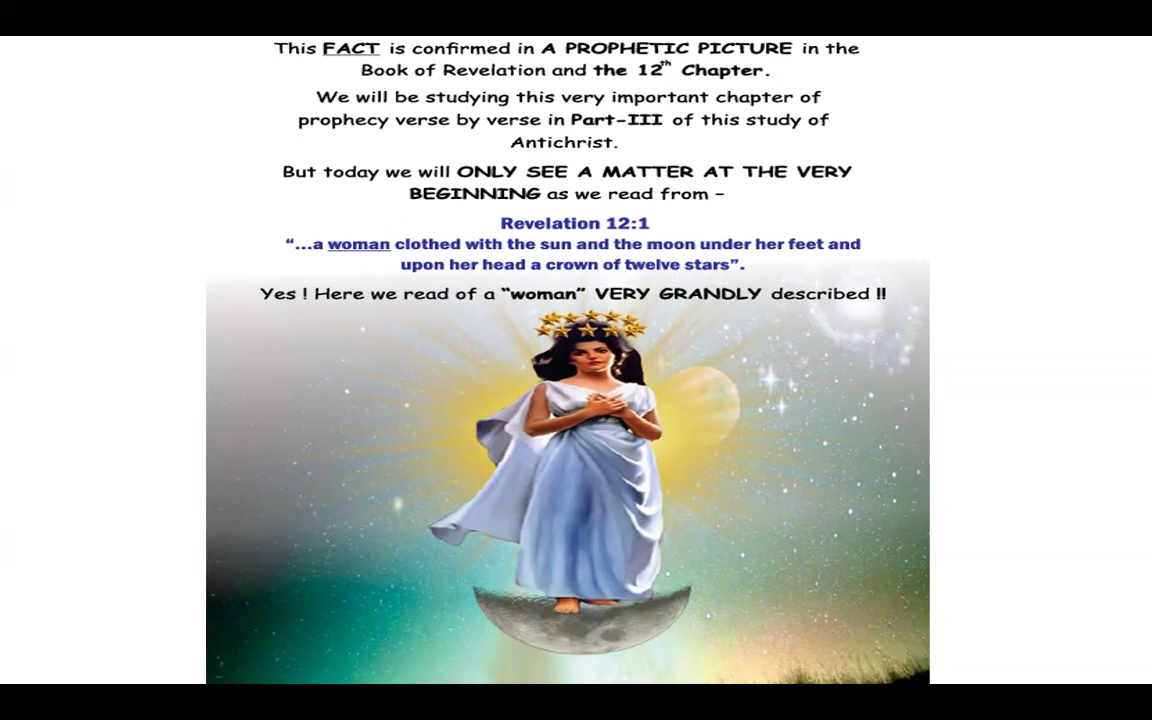 This FACT is confirmed in A PROPHETIC PICTURE in the
Book of Revelation and the 12th Chapter.
We will be studying this very important chapter of
prophecy verse by verse in Part-III of this study of
Antichrist.
But today we will ONLY SEE A MATTER AT THE VERY
BEGINNING as we read from –
Revelation 12:1
“...a woman clothed with the sun and the moon under her feet and
upon her head a crown of twelve stars”.
Yes ! Here we read of a “woman” VERY GRANDLY described !!